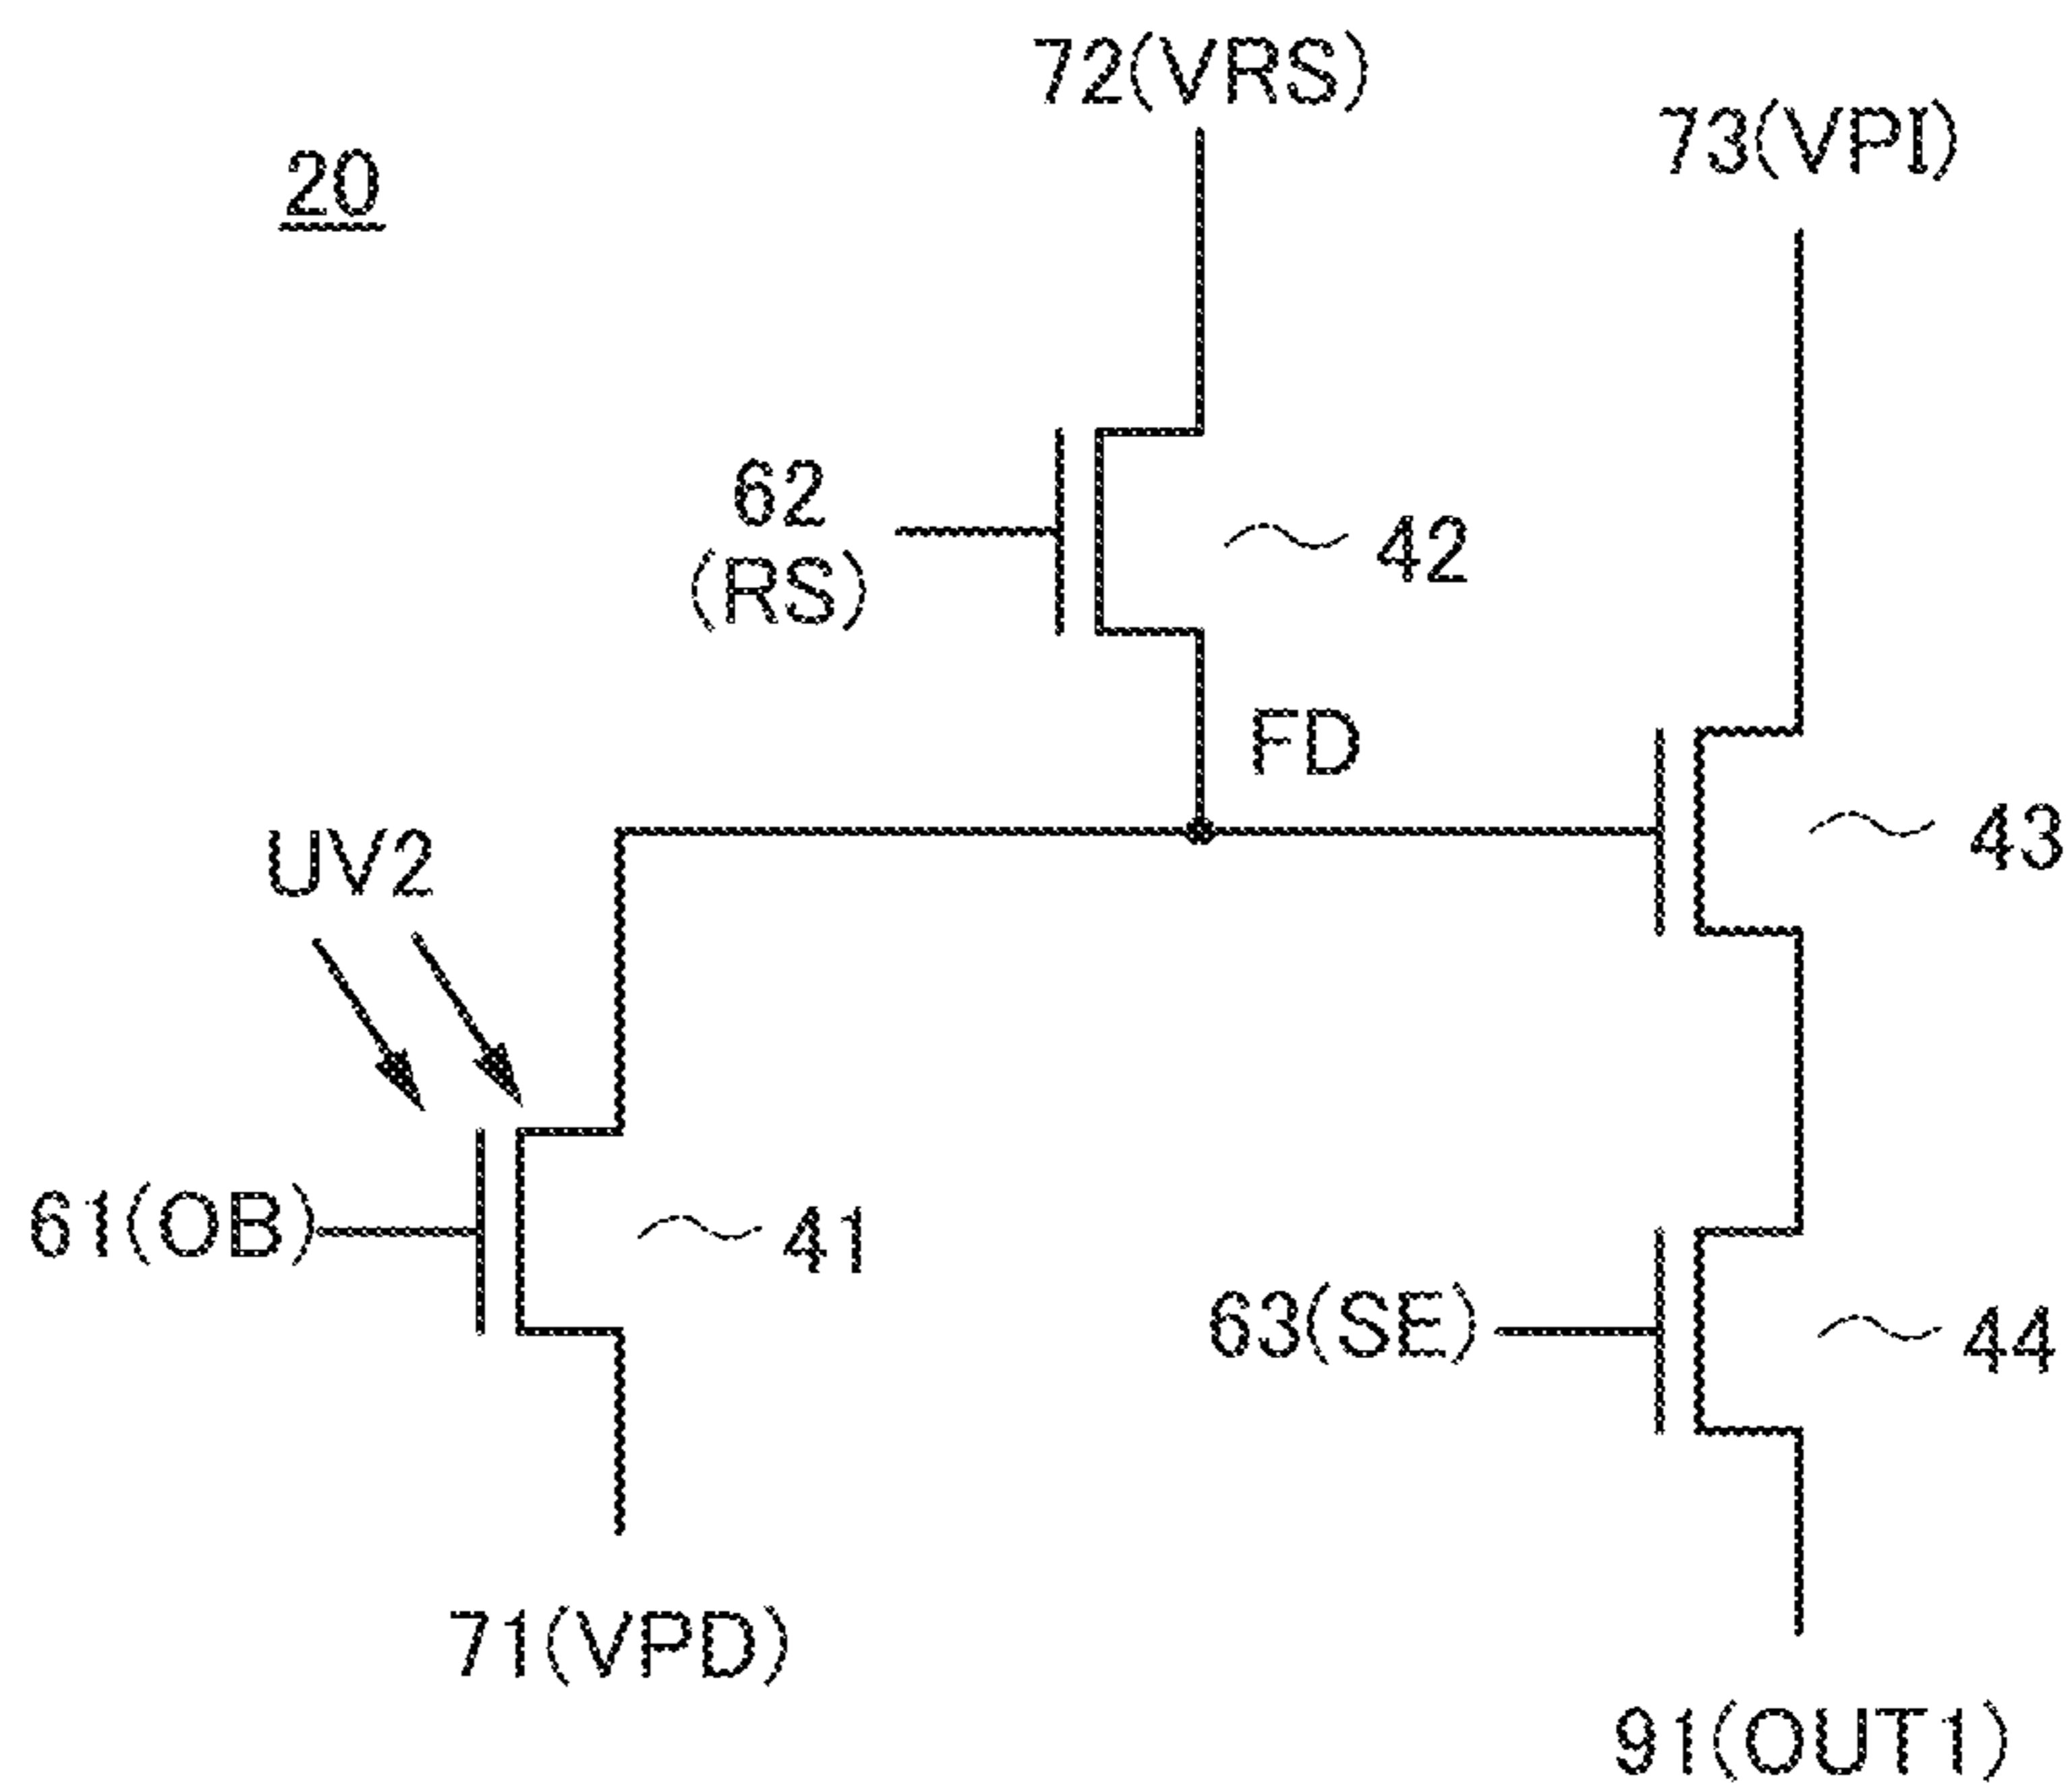 72(VRS)
73(VPI)
20
62
(RS)
42
FD
43
UV2
61(OB)
41
63(SE)
44
71(VPD)
91(OUT1)